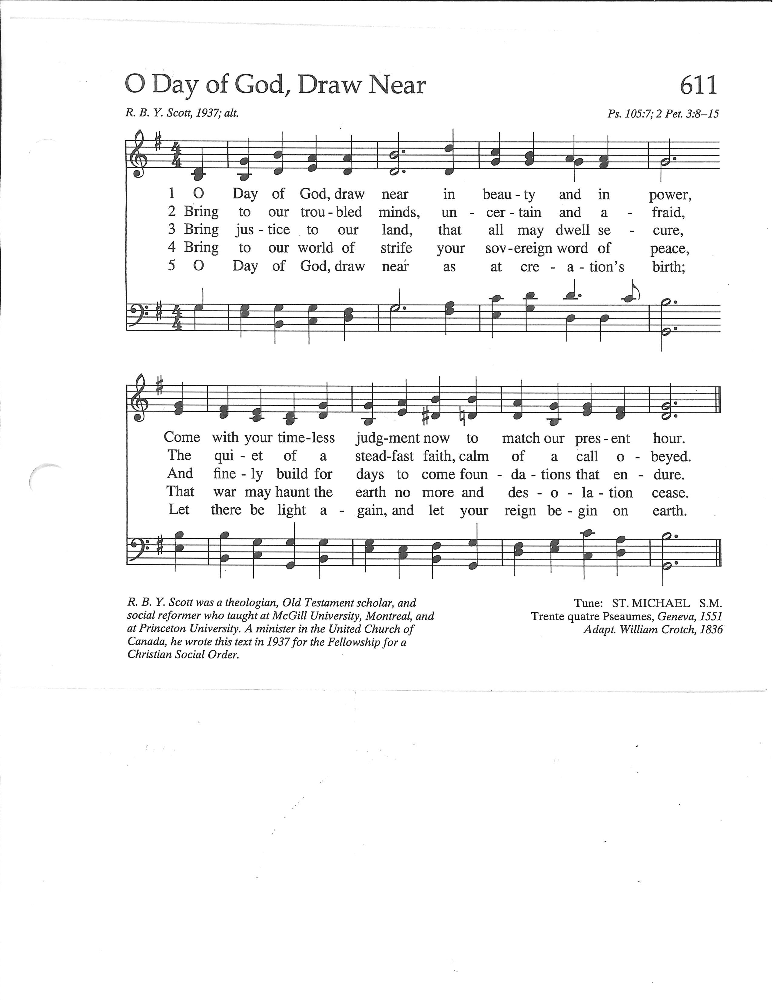 O Day of God, Draw Near 611
R. B. Y. Scott, 1937; alt. Ps. 105:7; 2 Pet. 3:8–15
1 O Day of God, draw near in beau - ty and in power,
2 Bring to our trou - bled minds, un - cer - tain and a - fraid,
3 Bring jus - tice to our land, that all may dwell se - cure,
4 Bring to our world of strife your sov-ereign word of peace,
5 O Day of God, draw near as at cre - a - tion's birth;
Come with your time-less judg-ment now to match our pres - ent hour.
The qui - et of a stead-fast faith, calm of a call o - beyed.
And fine - ly build for days to come foun - da - tions that en - dure.
That war may haunt the earth no more and des - o - la - tion cease.
Let there be light a - gain, and let your reign be - gin on earth.
R. B. Y. Scott was a theologian, Old Testament scholar, and
social reformer who taught at McGill University, Montreal, and
at Princeton University. A minister in the United Church of
Canada, he wrote this text in 1937 for the Fellowship for a
Christian Social Order.
Tune: ST. MICHAEL S.M.
Trente quatre Pseaumes, Geneva, 1551
Adapt. William Crotch, 1836